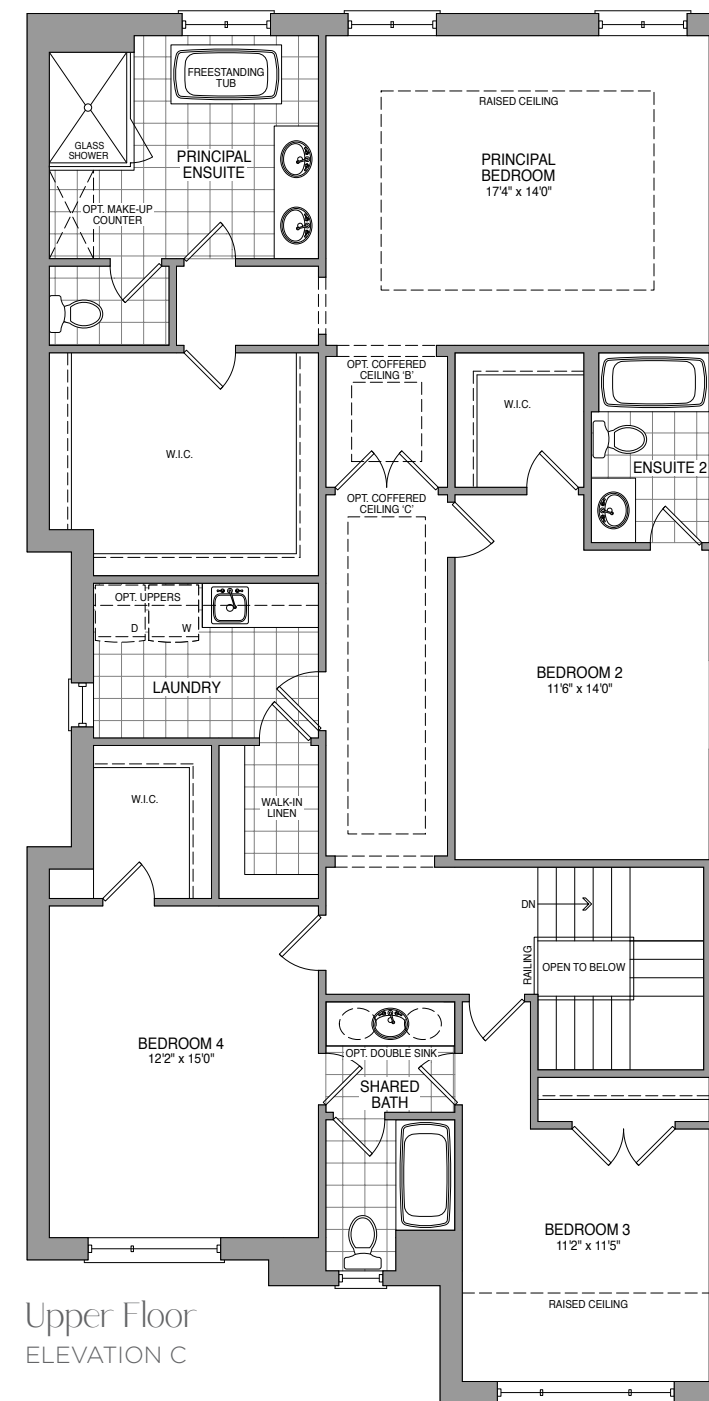 FREESTANDING
TUB
GLASS
SHOWER
PRINCIPAL
ENSUITE
OPT. MAKE-UP
COUNTER
RAISED CEILING
PRINCIPAL
BEDROOM
17'4" x 14'0"
OPT. COFFERED
CEILING 'B'
W.I.C.
W.I.C.
ENSUITE 2
OPT. COFFERED
CEILING 'C'
OPT. UPPERS
D W
LAUNDRY
BEDROOM 2
11'6" x 14'0"
W.I.C.
WALK-IN
LINEN
DN
RAILING
OPEN TO BELOW
BEDROOM 4
12'2" x 15'0"
OPT. DOUBLE SINK
SHARED
BATH
BEDROOM 3
11'2" x 11'5"
RAISED CEILING
Upper Floor
ELEVATION C